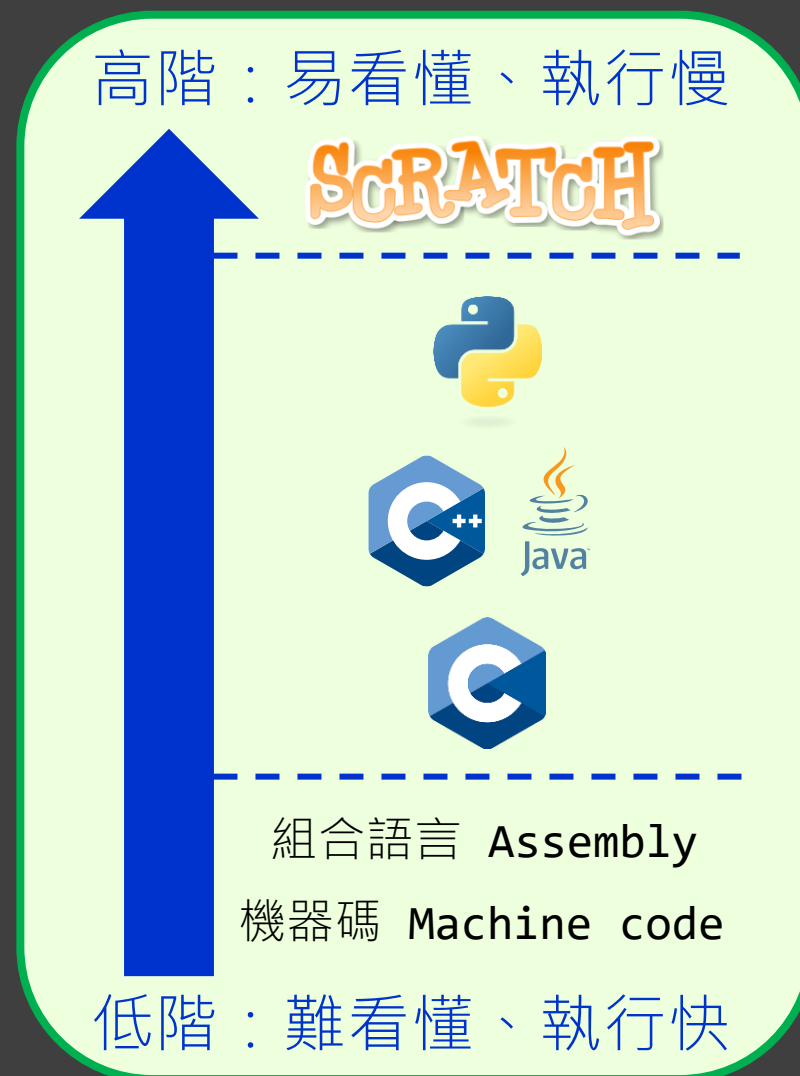 高階：易看懂、執行慢
SCRATCH
C++
Java
C
組合語言 Assembly
機器碼 Machine code
低階：難看懂、執行快